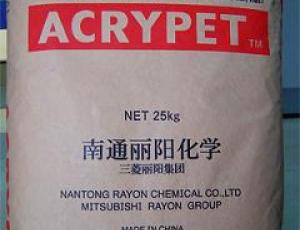 ACRYPET TM
NET 25kg
南通丽阳化学
三菱丽阳集团
NANTONG RAYON CHEMICAL CO.,LTD
MITSUBISHI RAYON GROUP
MADE IN CHINA